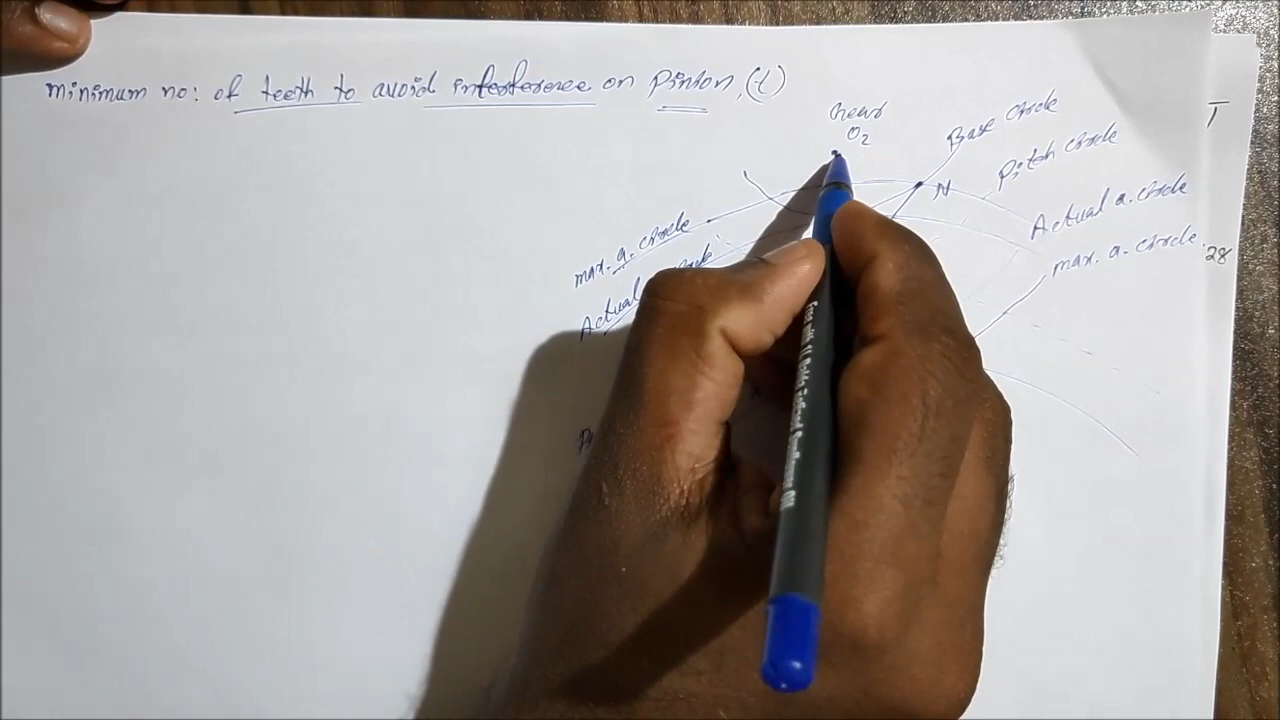 minimum no: of teeth to avoid interference on pinion, (t)
Gear
O2
Base circle
Pitch circle
N
Actual a. circle
max. a. circle.
max. a. circle
Actual
T
28